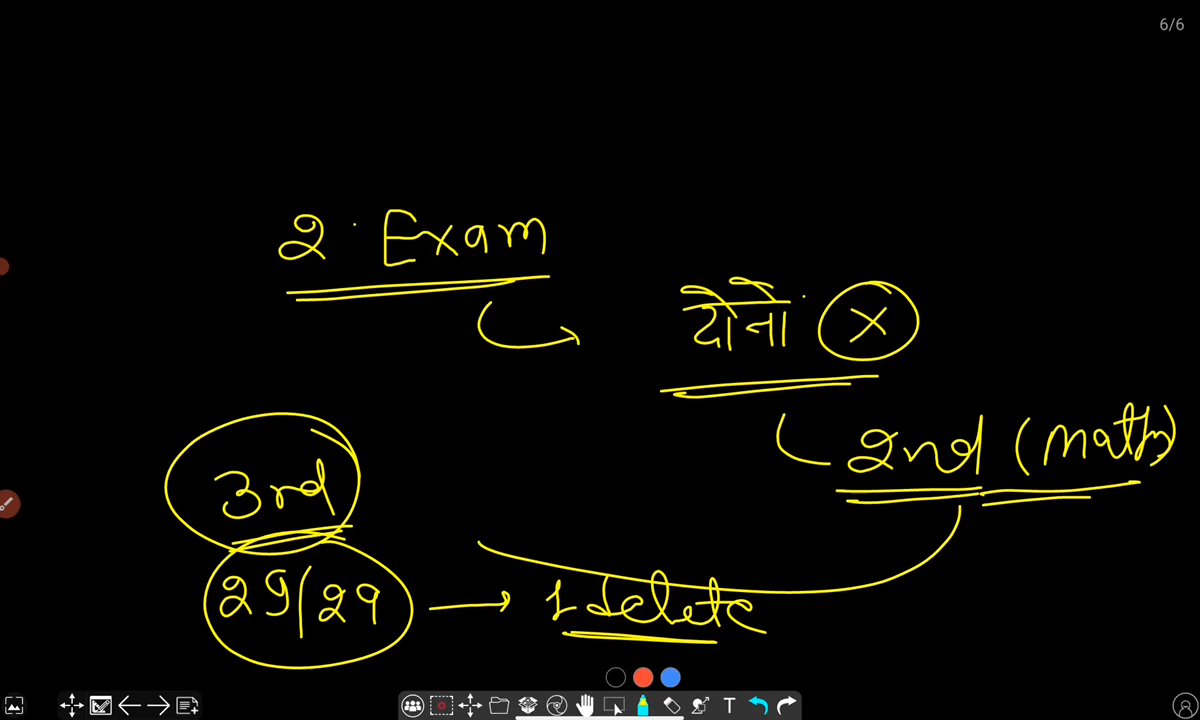 6/6
2 Exam
दोनो X
2nd (math)
3rd
29/29 → 1 delete